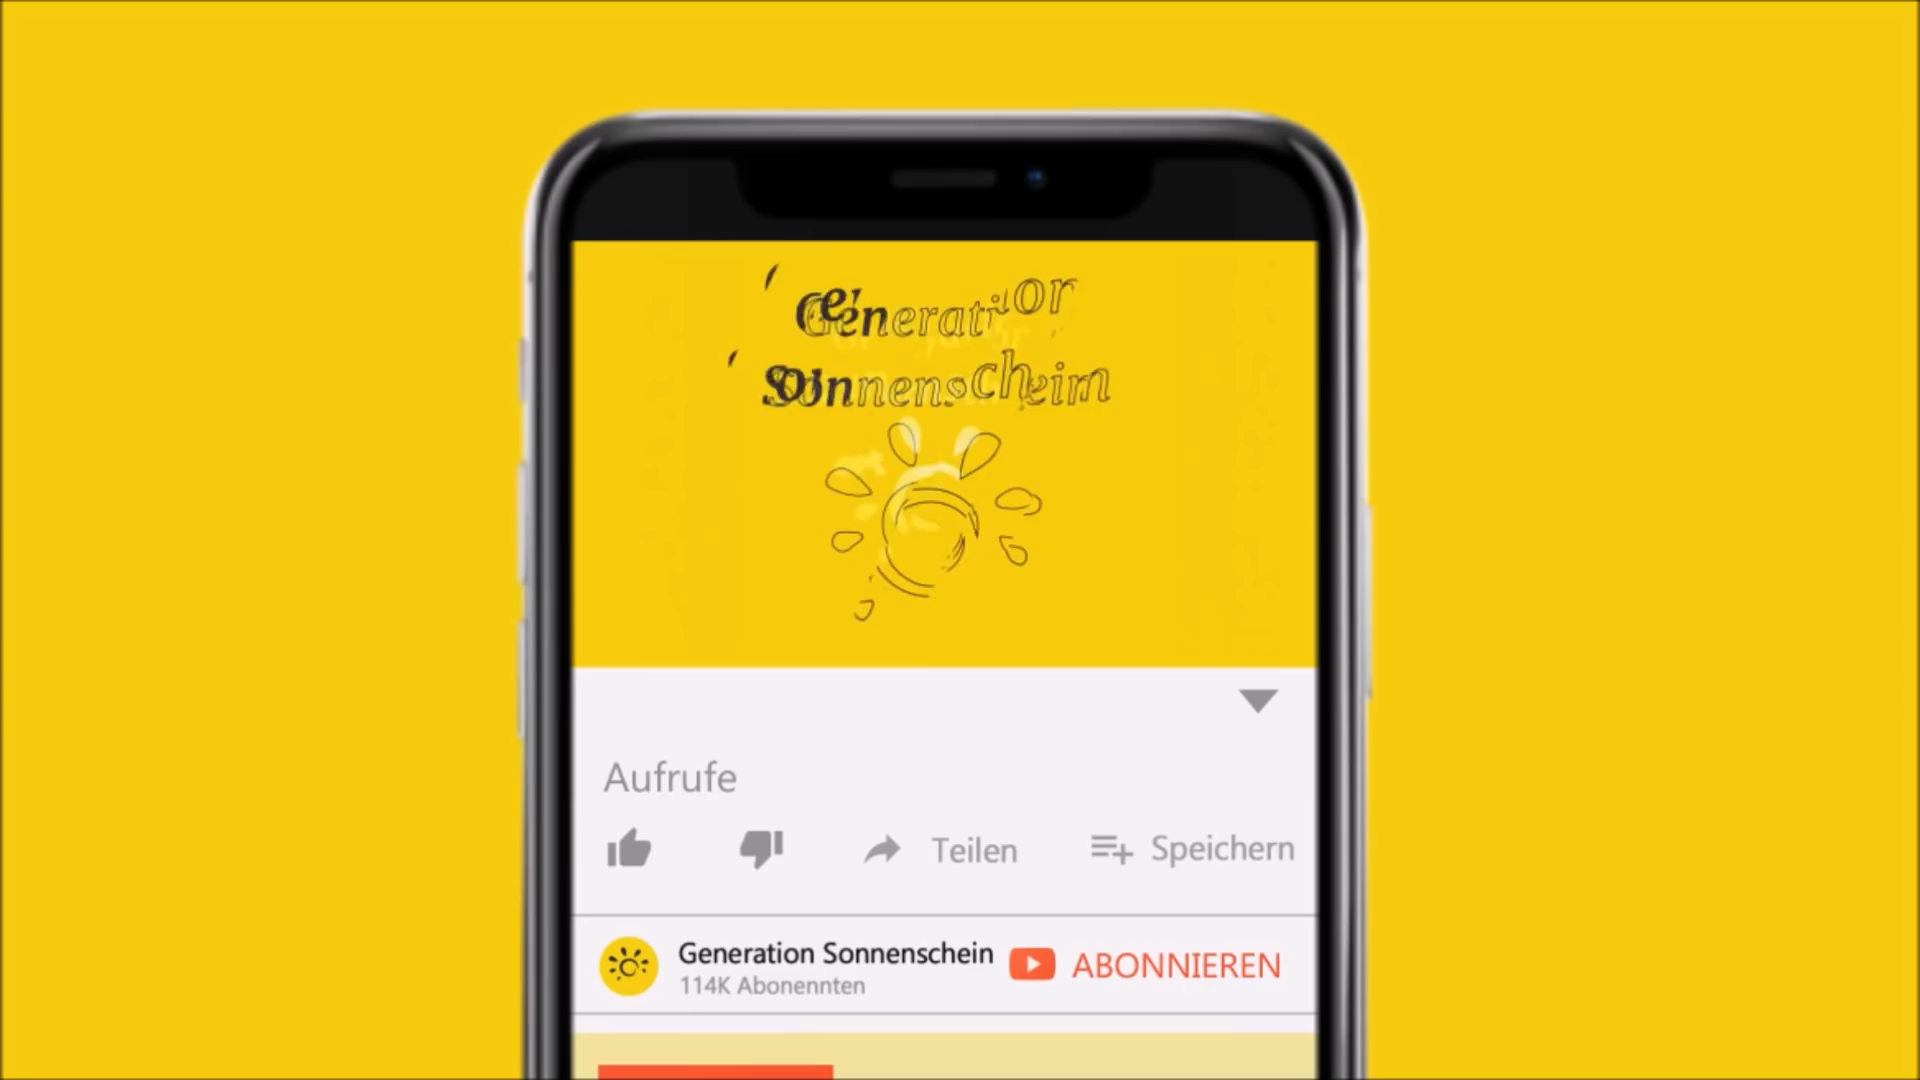 Generation
Sonnenschein
Aufrufe
Teilen
Speichern
Generation Sonnenschein
ABONNIEREN
114K Abonennten